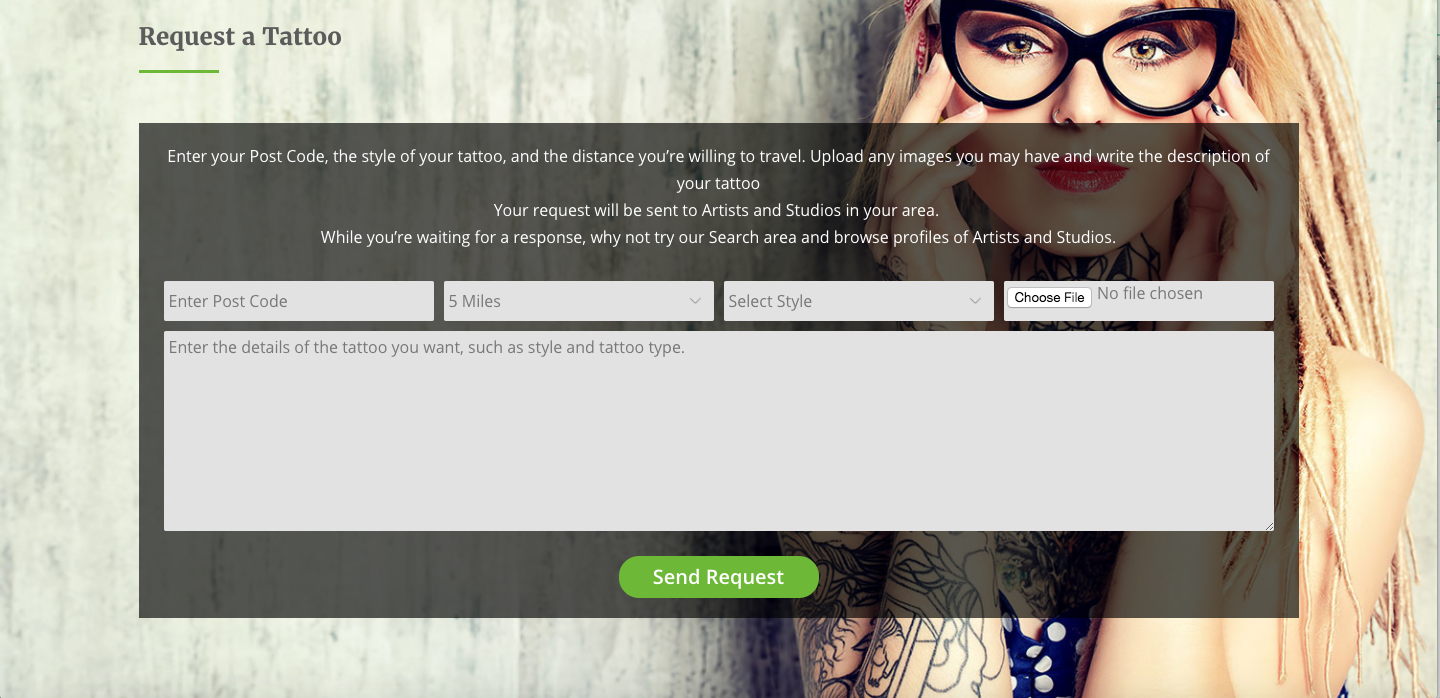 Request a Tattoo
Enter your Post Code, the style of your tattoo, and the distance you’re willing to travel. Upload any images you may have and write the description of
your tattoo
Your request will be sent to Artists and Studios in your area.
While you’re waiting for a response, why not try our Search area and browse profiles of Artists and Studios.
Enter Post Code
5 Miles
Select Style
Choose File No file chosen
Enter the details of the tattoo you want, such as style and tattoo type.
Send Request